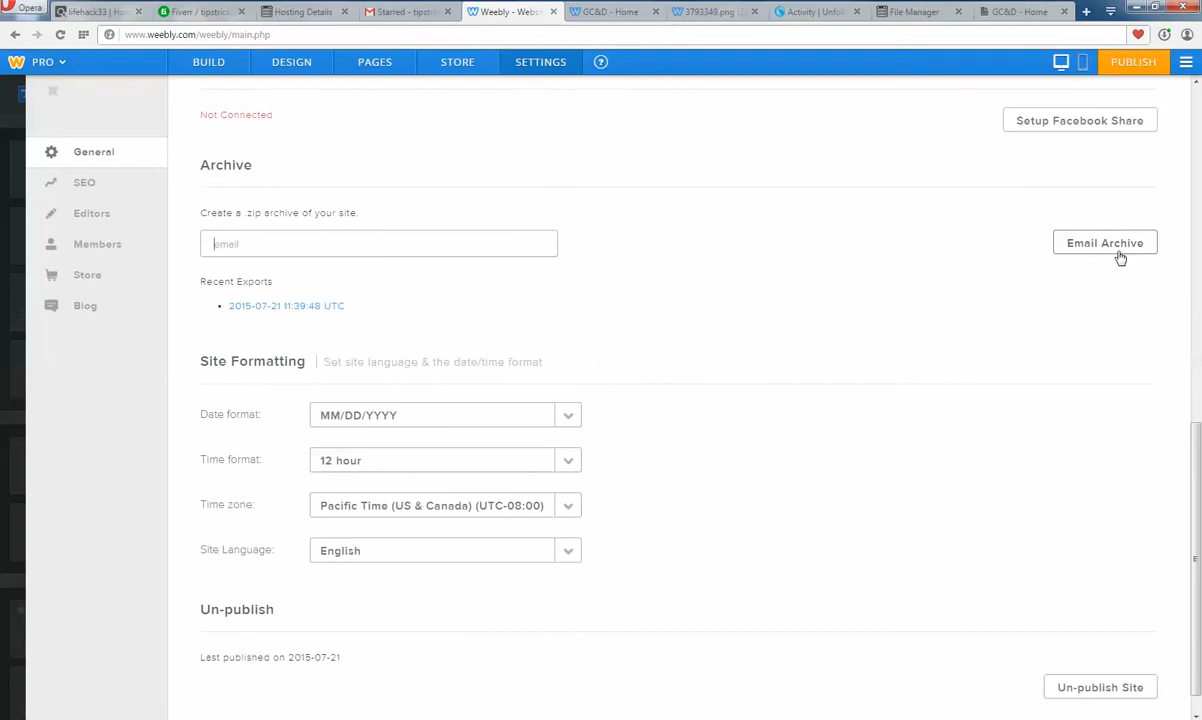 Opera
lifehack33 | Hom
Fiverr / tipstrick
Hosting Details
Starred - tipstric
Weebly - Websi
GC&D - Home
3793349.png (2
Activity | Unfol
File Manager
GC&D - Home
www.weebly.com/weebly/main.php
PRO
BUILD
DESIGN
PAGES
STORE
SETTINGS
?
PUBLISH
General
SEO
Editors
Members
Store
Blog
Not Connected
Setup Facebook Share
Archive
Create a .zip archive of your site.
email
Email Archive
Recent Exports
2015-07-21 11:39:48 UTC
Site Formatting | Set site language & the date/time format
Date format: MM/DD/YYYY
Time format: 12 hour
Time zone: Pacific Time (US & Canada) (UTC-08:00)
Site Language: English
Un-publish
Last published on 2015-07-21
Un-publish Site